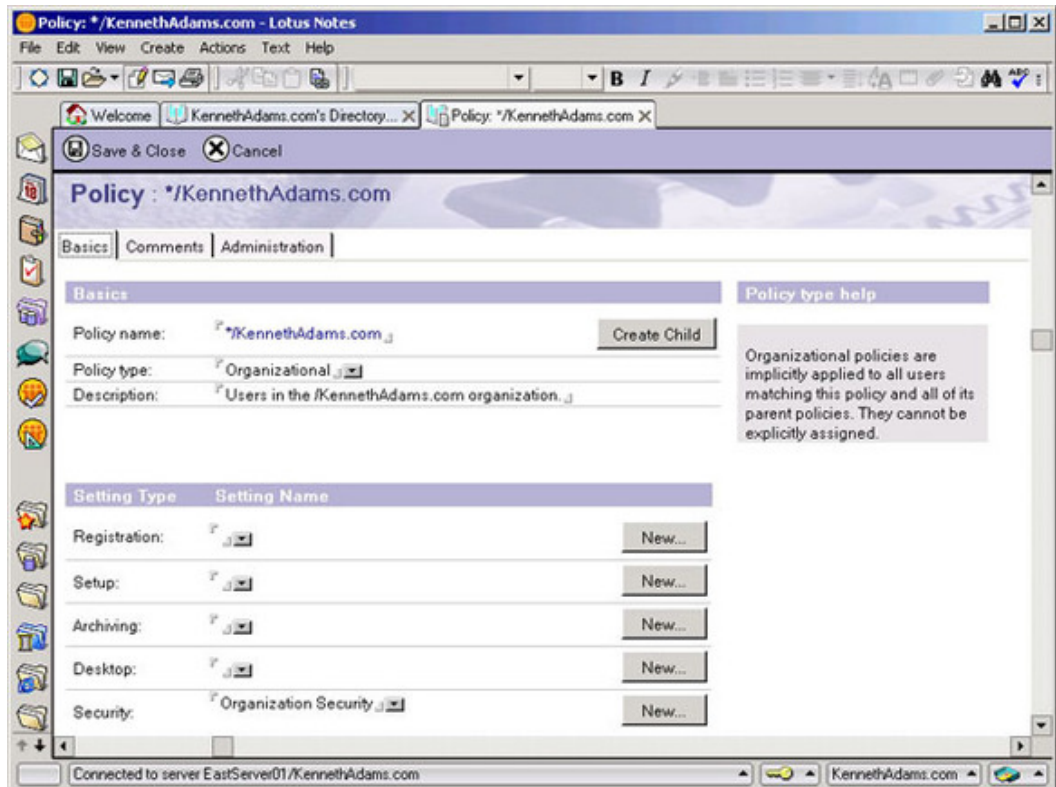 Policy: */KennethAdams.com - Lotus Notes
File Edit View Create Actions Text Help
B I
Welcome KennethAdams.com's Directory... Policy: */KennethAdams.com
Save & Close Cancel
Policy : */KennethAdams.com
Basics Comments Administration
Basics
Policy name: */KennethAdams.com Create Child
Policy type: Organizational
Description: Users in the /KennethAdams.com organization.
Policy type help
Organizational policies are
implicitly applied to all users
matching this policy and all of its
parent policies. They cannot be
explicitly assigned.
Setting Type Setting Name
Registration: New...
Setup: New...
Archiving: New...
Desktop: New...
Security: Organization Security New...
Connected to server EastServer01/KennethAdams.com KennethAdams.com